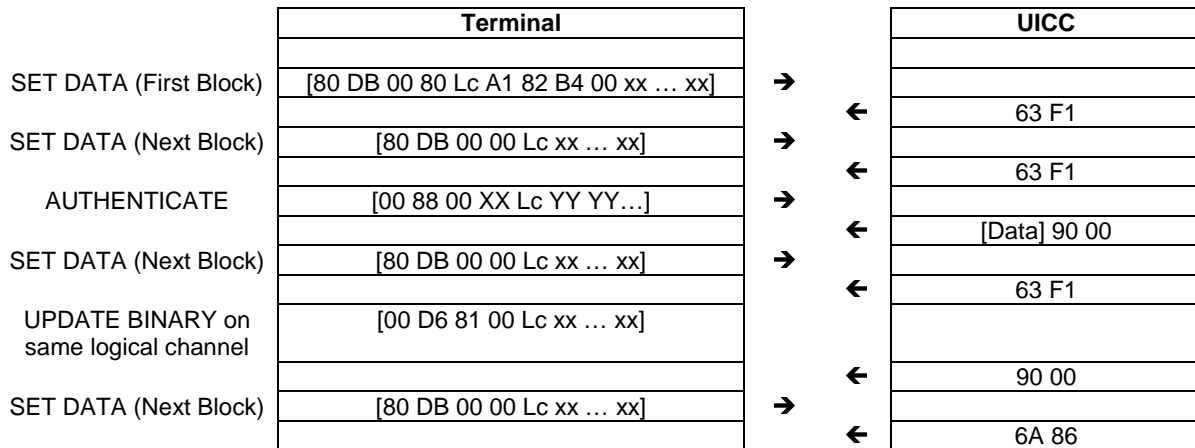 Terminal UICC
SET DATA (First Block) [80 DB 00 80 Lc A1 82 B4 00 xx … xx] ➔
🡰 63 F1
SET DATA (Next Block) [80 DB 00 00 Lc xx … xx] ➔
🡰 63 F1
AUTHENTICATE [00 88 00 XX Lc YY YY…] ➔
🡰 [Data] 90 00
SET DATA (Next Block) [80 DB 00 00 Lc xx … xx] ➔
🡰 63 F1
UPDATE BINARY on [00 D6 81 00 Lc xx … xx]
same logical channel
🡰 90 00
SET DATA (Next Block) [80 DB 00 00 Lc xx … xx] ➔
🡰 6A 86